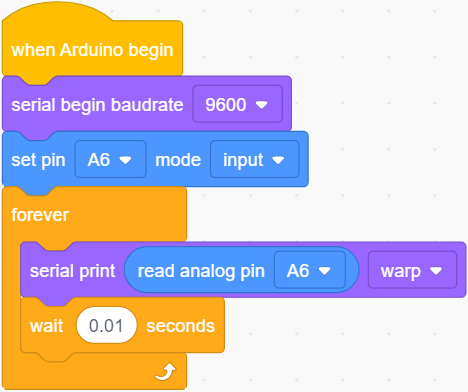 when Arduino begin
serial begin baudrate 9600
set pin A6 mode input
forever
serial print read analog pin A6 warp
wait 0.01 seconds